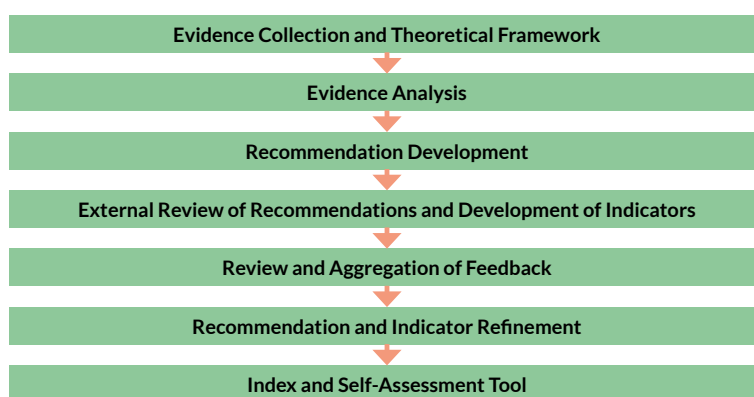 Evidence Collection and Theoretical Framework
Evidence Analysis
Recommendation Development
External Review of Recommendations and Development of Indicators
Review and Aggregation of Feedback
Recommendation and Indicator Refinement
Index and Self-Assessment Tool